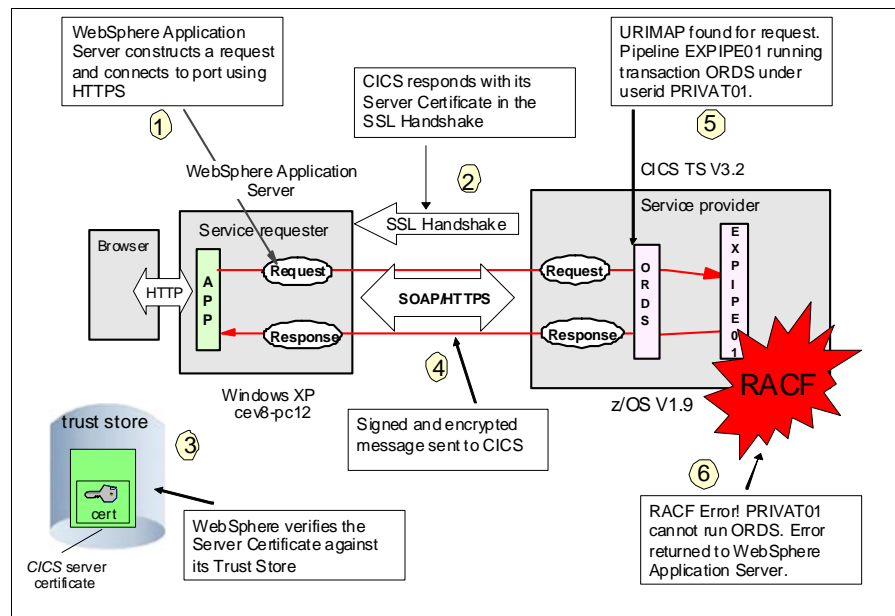 WebSphere Application
Server constructs a request
and connects to port using
HTTPS
1
CICS responds with its
Server Certificate in the
SSL Handshake
2
URIMAP found for request.
Pipeline EXPIPE01 running
transaction ORDS under
userid PRIVAT01.
5
WebSphere Application
Server
CICS TS V3.2
Service requester
SSL Handshake
Service provider
Browser
HTTP
APP
Request
SOAP/HTTPS
Request
ORDS
EXPIPE01
Response
Response
4
RACF
Windows XP
cev8-pc12
z/OS V1.9
trust store
3
cert
CICS server
certificate
WebSphere verifies the
Server Certificate against
its Trust Store
Signed and encrypted
message sent to CICS
6
RACF Error! PRIVAT01
cannot run ORDS. Error
returned to WebSphere
Application Server.